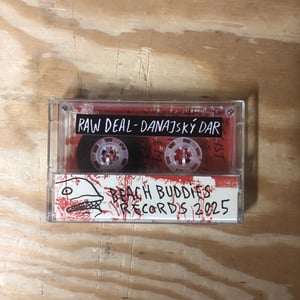 RAW DEAL - DANAJSKÝ DAR
BEACH BUDDIES
RECORDS 2025